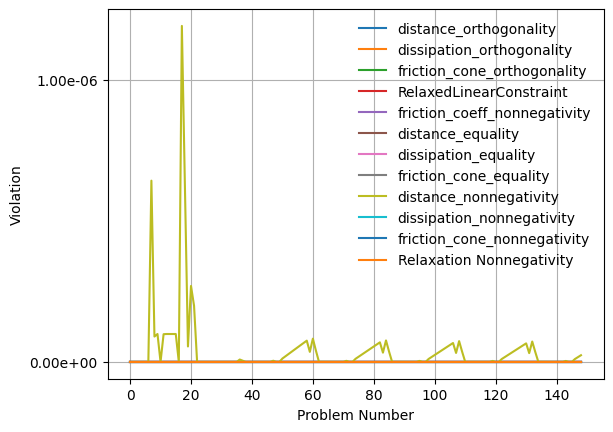 distance_orthogonality
dissipation_orthogonality
friction_cone_orthogonality
RelaxedLinearConstraint
friction_coeff_nonnegativity
distance_equality
dissipation_equality
friction_cone_equality
distance_nonnegativity
dissipation_nonnegativity
friction_cone_nonnegativity
Relaxation Nonnegativity
1.00e-06
0.00e+00
Violation
0 20 40 60 80 100 120 140
Problem Number